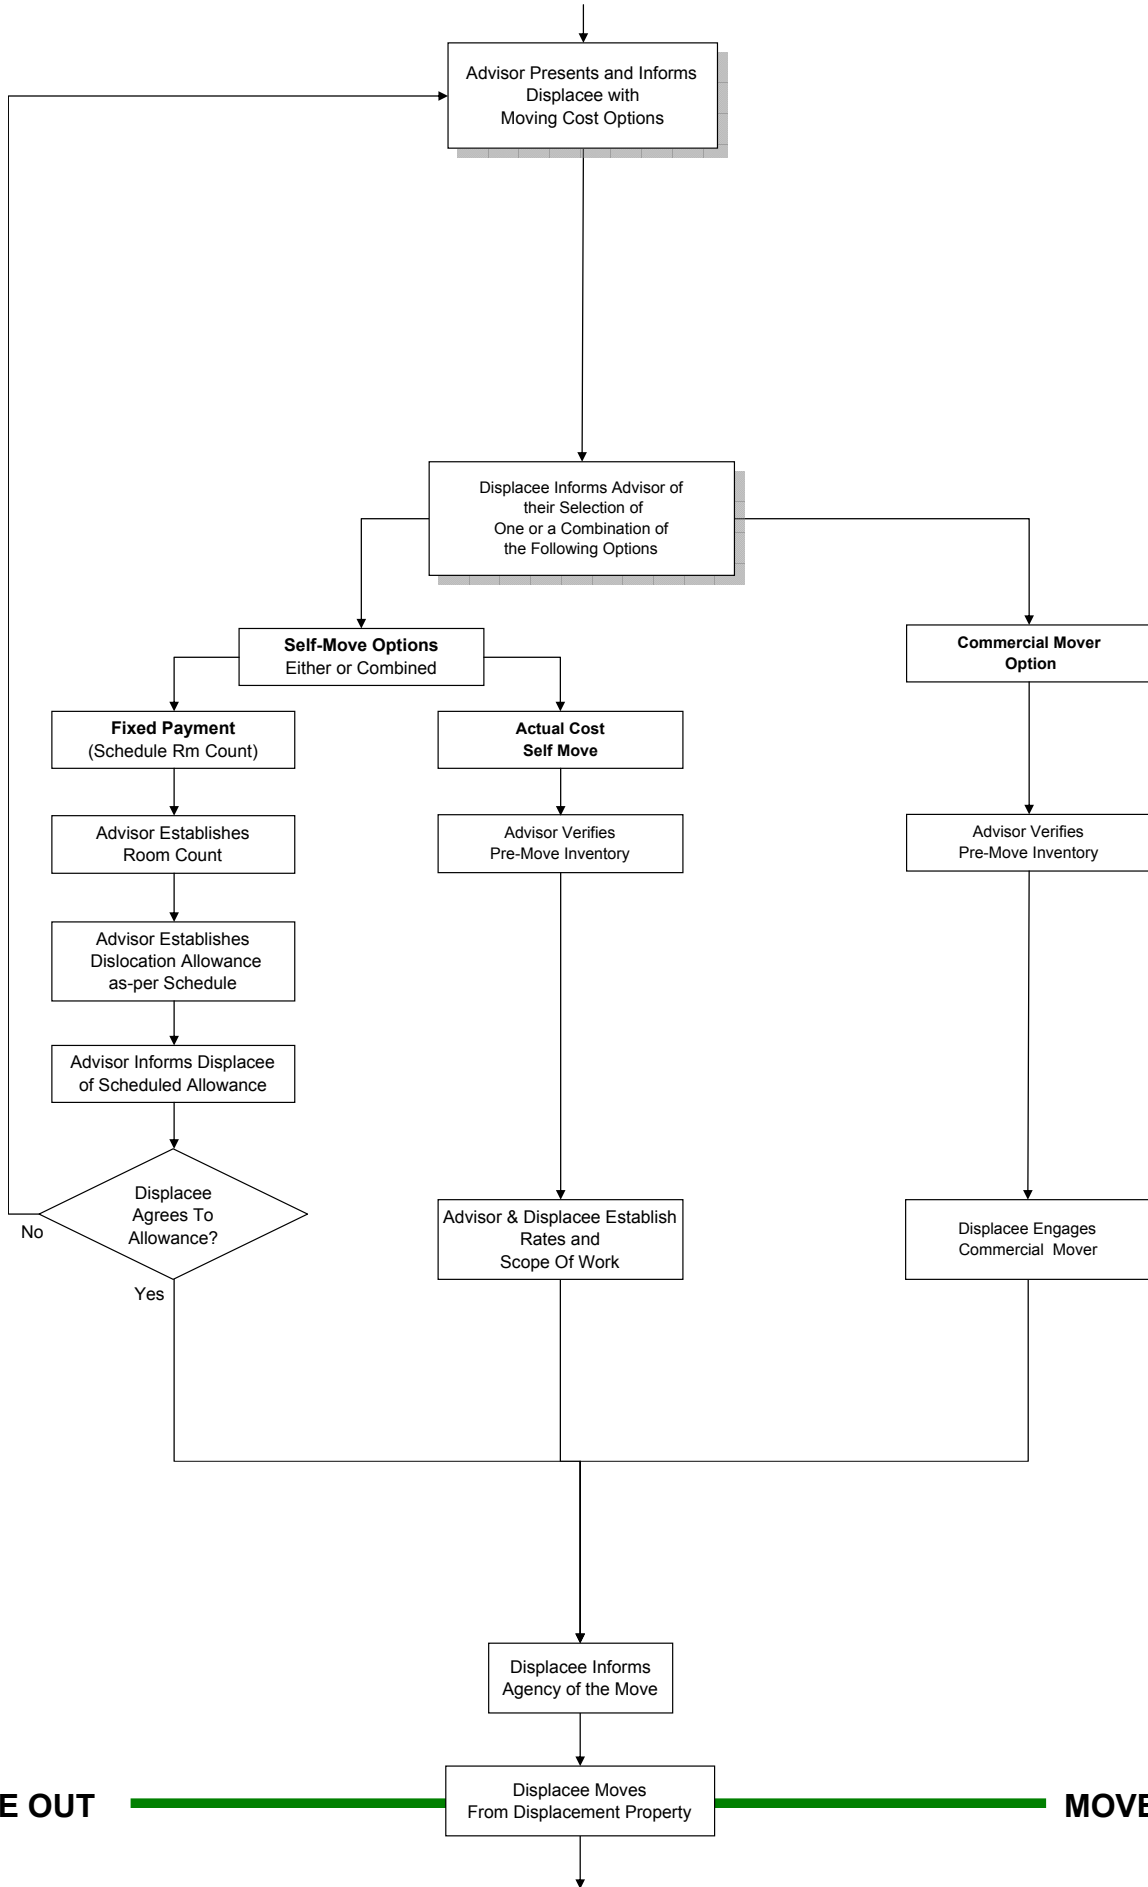 Advisor Presents and Informs
Displacee with
Moving Cost Options
Displacee Informs Advisor of
their Selection of
One or a Combination of
the Following Options
Self-Move Options
Either or Combined
Commercial Mover
Option
Fixed Payment
(Schedule Rm Count)
Actual Cost
Self Move
Advisor Establishes
Room Count
Advisor Verifies
Pre-Move Inventory
Advisor Verifies
Pre-Move Inventory
Advisor Establishes
Dislocation Allowance
as-per Schedule
Advisor Informs Displacee
of Scheduled Allowance
Displacee
Agrees To
Allowance?
No
Yes
Advisor & Displacee Establish
Rates and
Scope Of Work
Displacee Engages
Commercial Mover
Displacee Informs
Agency of the Move
E OUT
Displacee Moves
From Displacement Property
MOVE